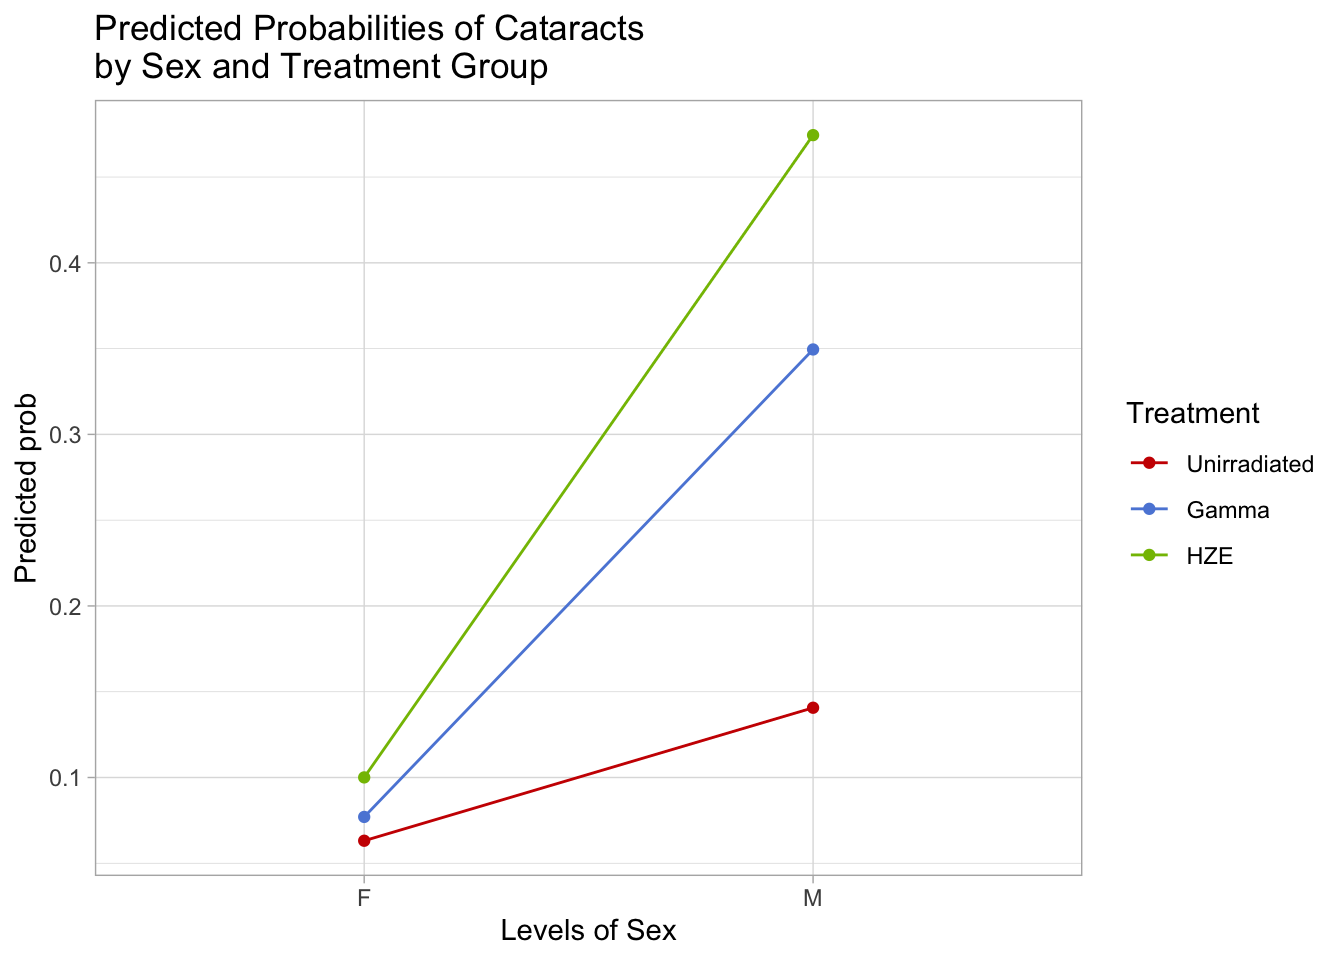 Predicted Probabilities of Cataracts
by Sex and Treatment Group
Predicted prob
0.4
0.3
0.2
0.1
F
M
Levels of Sex
Treatment
Unirradiated
Gamma
HZE